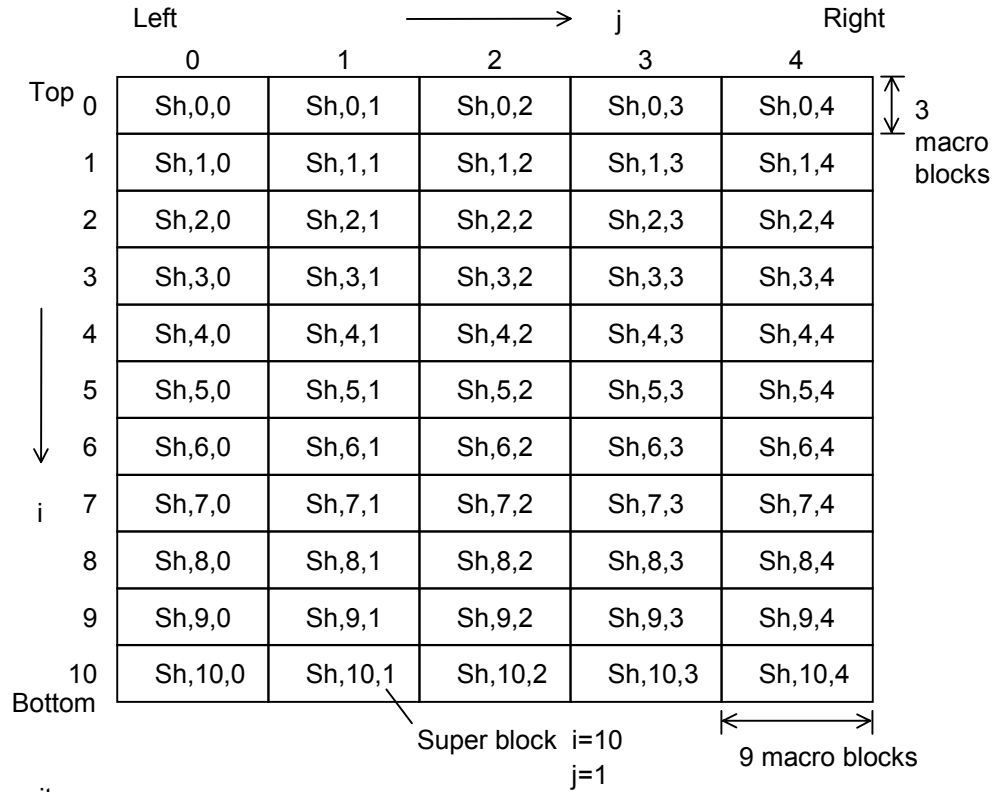 Left j Right
0 1 2 3 4
Top 0 Sh,0,0 Sh,0,1 Sh,0,2 Sh,0,3 Sh,0,4 3
macro
blocks
1 Sh,1,0 Sh,1,1 Sh,1,2 Sh,1,3 Sh,1,4
2 Sh,2,0 Sh,2,1 Sh,2,2 Sh,2,3 Sh,2,4
3 Sh,3,0 Sh,3,1 Sh,3,2 Sh,3,3 Sh,3,4
4 Sh,4,0 Sh,4,1 Sh,4,2 Sh,4,3 Sh,4,4
5 Sh,5,0 Sh,5,1 Sh,5,2 Sh,5,3 Sh,5,4
6 Sh,6,0 Sh,6,1 Sh,6,2 Sh,6,3 Sh,6,4
i 7 Sh,7,0 Sh,7,1 Sh,7,2 Sh,7,3 Sh,7,4
8 Sh,8,0 Sh,8,1 Sh,8,2 Sh,8,3 Sh,8,4
9 Sh,9,0 Sh,9,1 Sh,9,2 Sh,9,3 Sh,9,4
10 Sh,10,0 Sh,10,1 Sh,10,2 Sh,10,3 Sh,10,4
Bottom
Super block i=10
j=1
9 macro blocks